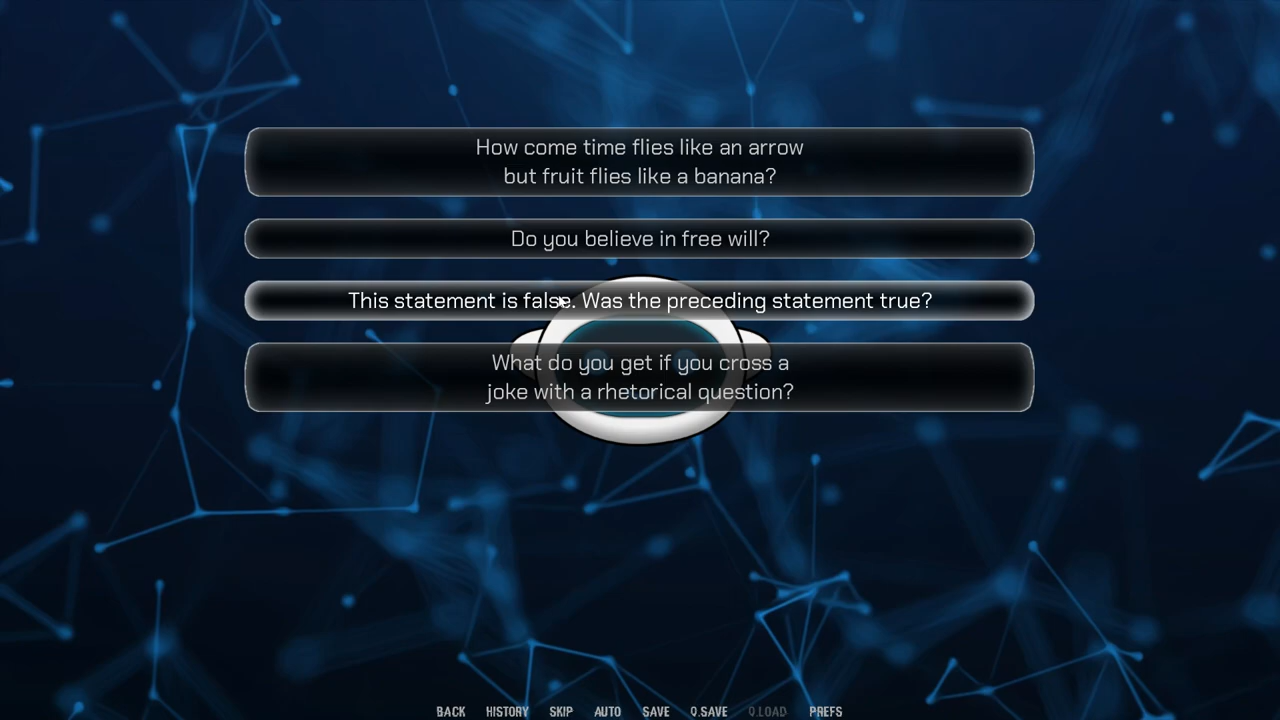 How come time flies like an arrow
but fruit flies like a banana?
Do you believe in free will?
This statement is false. Was the preceding statement true?
What do you get if you cross a
joke with a rhetorical question?
BACK HISTORY SKIP AUTO SAVE Q.SAVE Q.LOAD PREFS